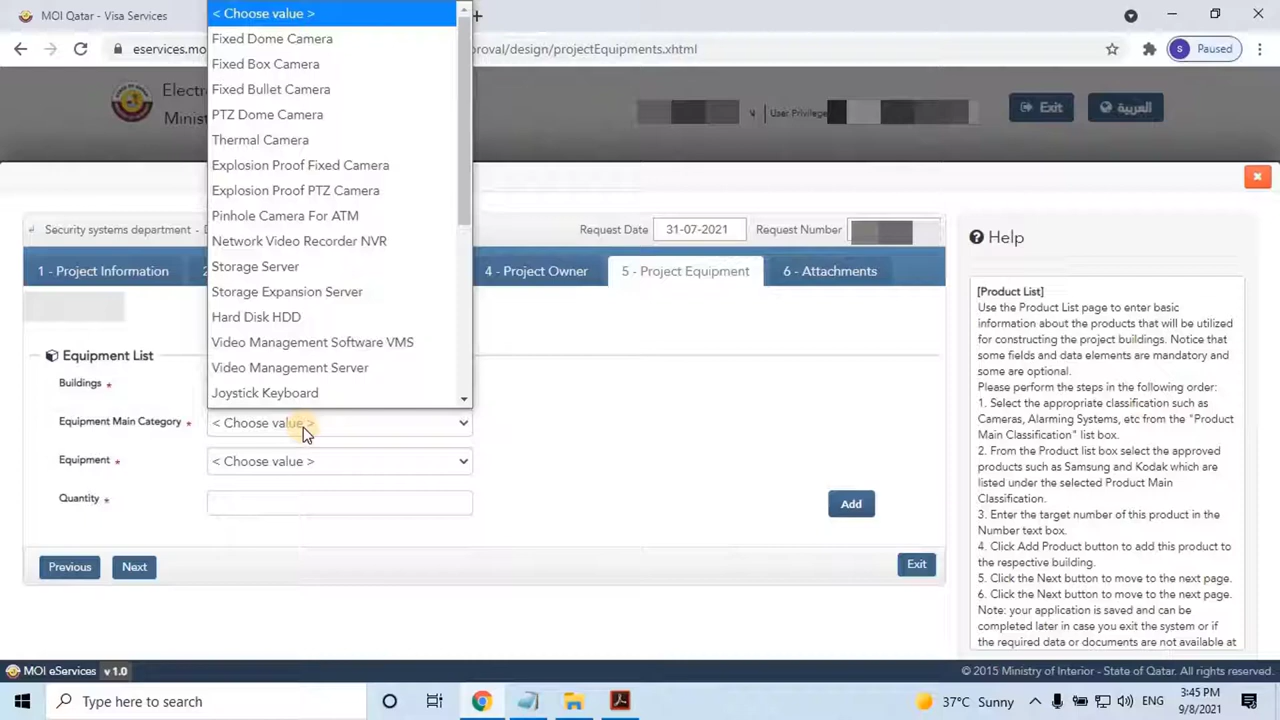 MOI Qatar - Visa Services
eservices.mo
roval/design/projectEquipments.xhtml
S
Paused
Minist
User Privilege
Exit
العربية
< Choose value >
Fixed Dome Camera
Fixed Box Camera
Fixed Bullet Camera
PTZ Dome Camera
Thermal Camera
Explosion Proof Fixed Camera
Explosion Proof PTZ Camera
Pinhole Camera For ATM
Network Video Recorder NVR
Storage Server
Storage Expansion Server
Hard Disk HDD
Video Management Software VMS
Video Management Server
Joystick Keyboard
Security systems department - D
Request Date
31-07-2021
Request Number
1 - Project Information
2
4 - Project Owner
5 - Project Equipment
6 - Attachments
Equipment List
Buildings *
Equipment Main Category *
< Choose value >
Equipment *
< Choose value >
Quantity *
Add
Previous
Next
Exit
Help
[Product List]
Use the Product List page to enter basic
information about the products that will be utilized
for constructing the project buildings. Notice that
some fields and data elements are mandatory and
some are optional.
Please perform the steps in the following order:
1. Select the appropriate classification such as
Cameras, Alarming Systems, etc from the "Product
Main Classification" list box.
2. From the Product list box select the approved
products such as Samsung and Kodak which are
listed under the selected Product Main
Classification.
3. Enter the target number of this product in the
Number text box.
4. Click Add Product button to add this product to
the respective building.
5. Click the Next button to move to the next page.
6. Click the Next button to move to the next page.
Note: your application is saved and can be
completed later in case you exit the system or if
the required data or documents are not available at
MOI eServices v 1.0
© 2015 Ministry of Interior - State of Qatar. All rights reserved.
Type here to search
37°C Sunny
ENG
3:45 PM
9/8/2021